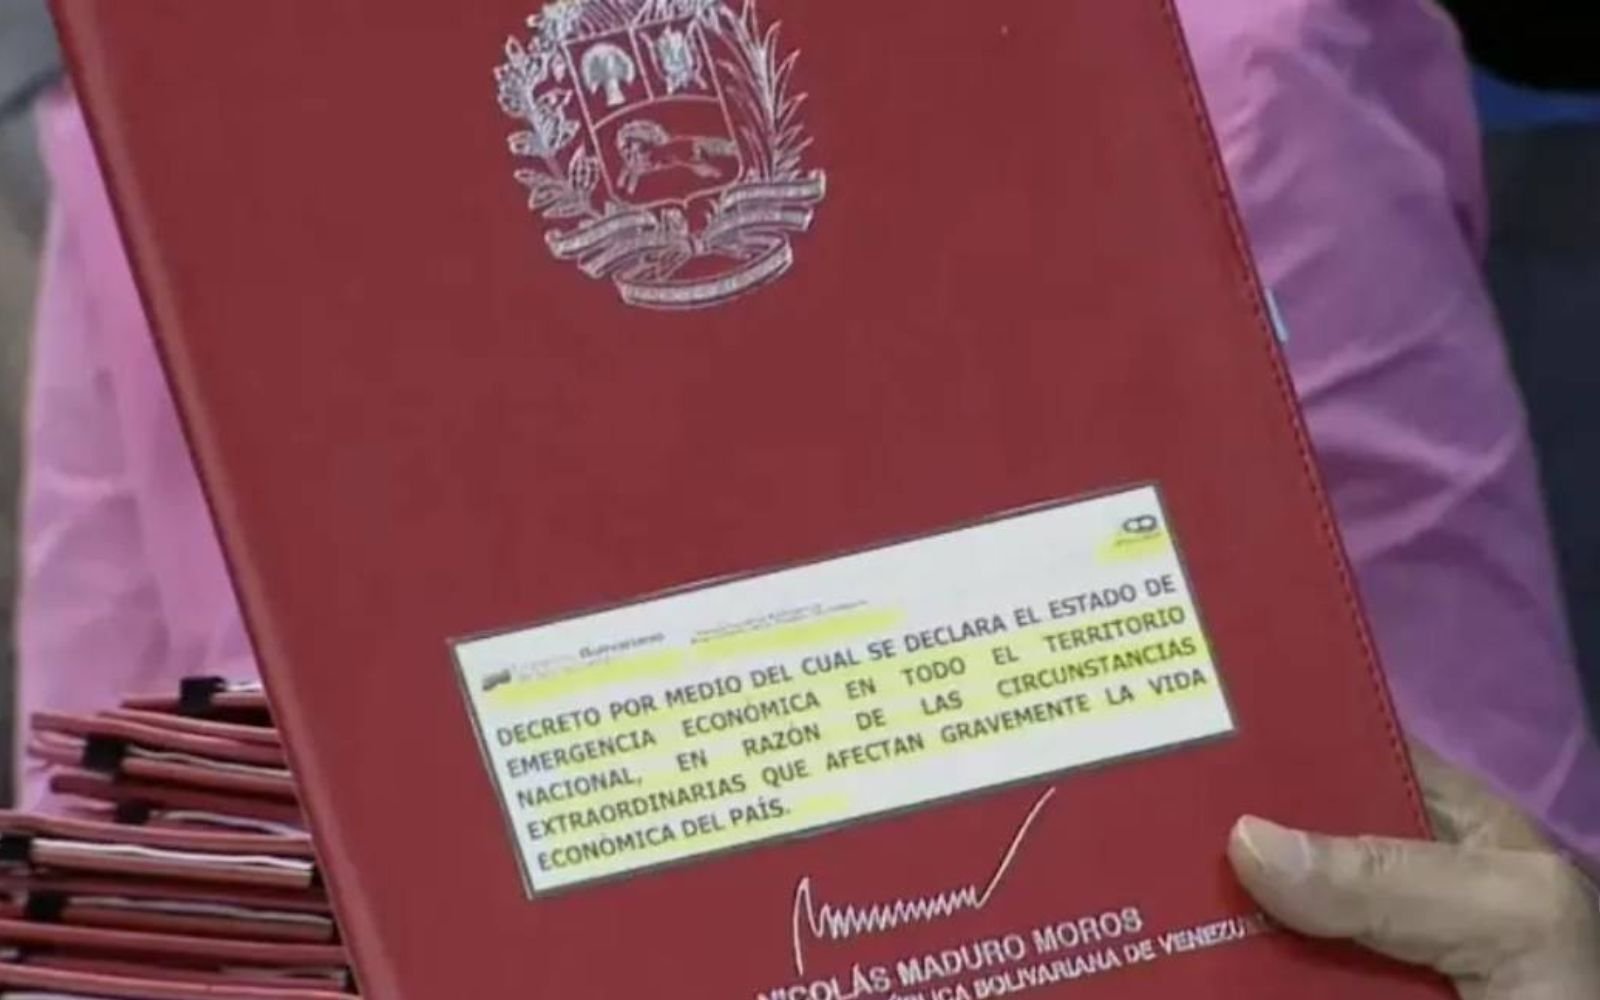 Bolivariano
DECRETO POR MEDIO DEL CUAL SE DECLARA EL ESTADO DE
EMERGENCIA ECONÓMICA EN TODO EL TERRITORIO
NACIONAL, EN RAZÓN DE LAS CIRCUNSTANCIAS
EXTRAORDINARIAS QUE AFECTAN GRAVEMENTE LA VIDA
ECONÓMICA DEL PAÍS.
NICOLÁS MADURO MOROS
BOLIVARIANA DE